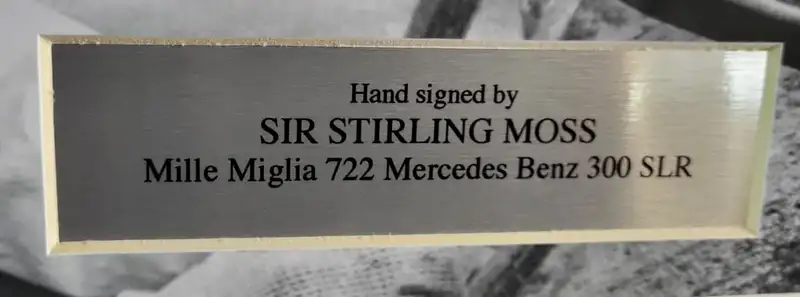 Hand signed by
SIR STIRLING MOSS
Mille Miglia 722 Mercedes Benz 300 SLR